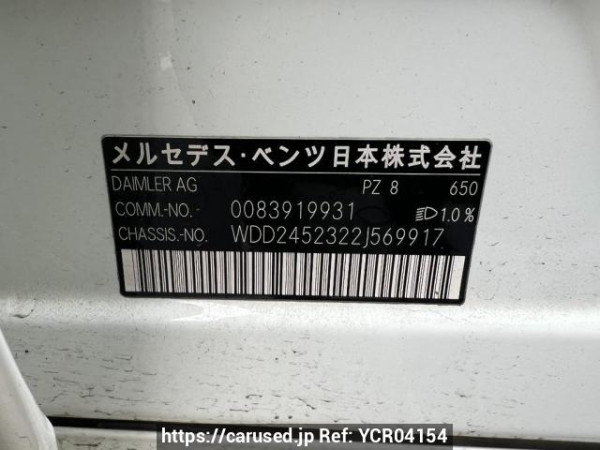 メルセデス・ベンツ日本株式会社
DAIMLER AG PZ 8 650
COMM.-NO. 0083919931 1.0 %
CHASSIS.-NO. WDD2452322J569917
https://carused.jp Ref: YCR04154